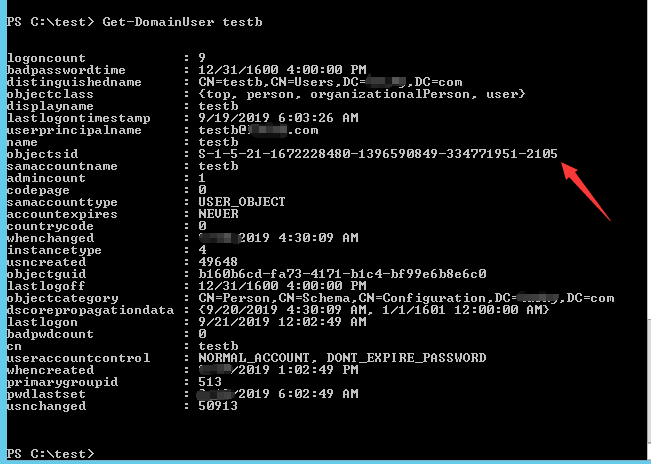 PS C:\test> Get-DomainUser testb
logoncount : 9
badpasswordtime : 12/31/1600 4:00:00 PM
distinguishedname : CN=testb,CN=Users,DC= ,DC=com
objectclass : {top, person, organizationalPerson, user}
displayname : testb
lastlogontimestamp : 9/19/2019 6:03:26 AM
userprincipalname : testb@ .com
name : testb
objectsid : S-1-5-21-1672228480-1396590849-334771951-2105
samaccountname : testb
admincount : 1
codepage : 0
samaccounttype : USER_OBJECT
accountexpires : NEVER
countrycode : 0
whenchanged : /2019 4:30:09 AM
instancetype : 4
usncreated : 49648
objectguid : b160b6cd-fa73-4171-b1c4-bf99e6b8e6c0
lastlogoff : 12/31/1600 4:00:00 PM
objectcategory : CN=Person,CN=Schema,CN=Configuration,DC= ,DC=com
dscorepropagationdata : {9/20/2019 4:30:09 AM, 1/1/1601 12:00:00 AM}
lastlogon : 9/21/2019 12:02:49 AM
badpwdcount : 0
cn : testb
useraccountcontrol : NORMAL_ACCOUNT, DONT_EXPIRE_PASSWORD
whencreated : /2019 1:02:49 PM
primarygroupid : 513
pwdlastset : /2019 6:02:49 AM
usnchanged : 50913
PS C:\test>